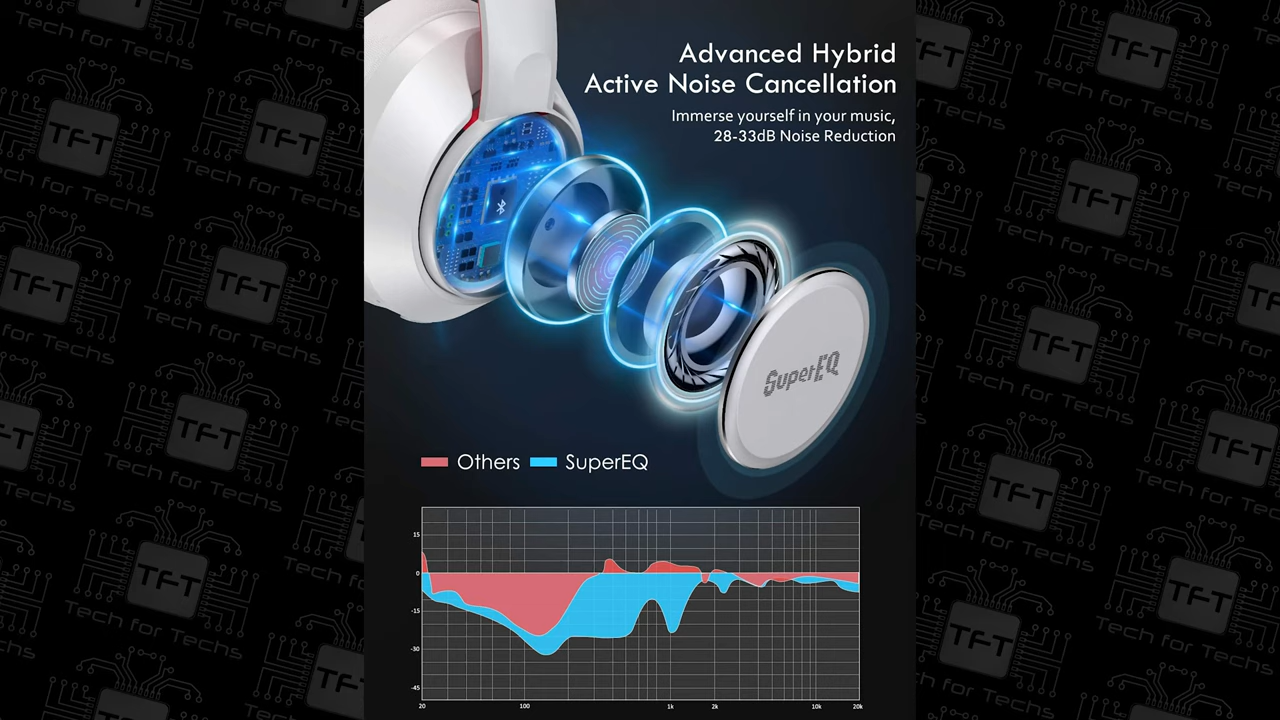 Advanced Hybrid
Active Noise Cancellation
Immerse yourself in your music,
28-33dB Noise Reduction
SuperEQ
Others SuperEQ
15
0
-15
-30
-45
20 100 1k 2k 10k 20k
TFT
Tech for Techs